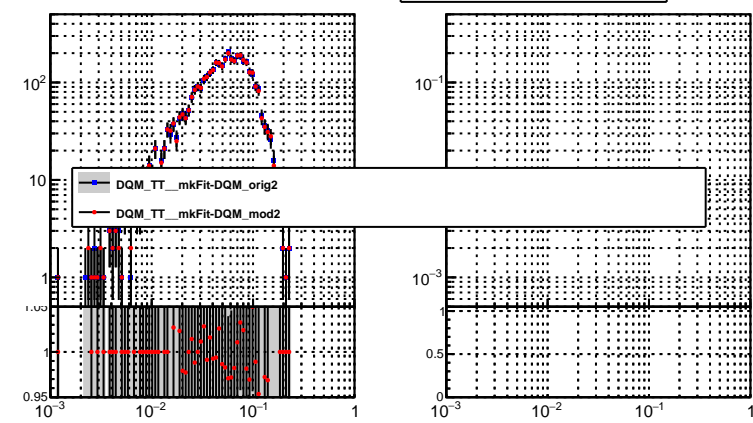 10² 10⁻¹
10
DQM_TT__mkFit-DQM_orig2
DQM_TT__mkFit-DQM_mod2
1 10⁻³
1.05 1
1 0.5
0.95 0
10⁻³ 10⁻² 10⁻¹ 1 10⁻³ 10⁻² 10⁻¹ 1